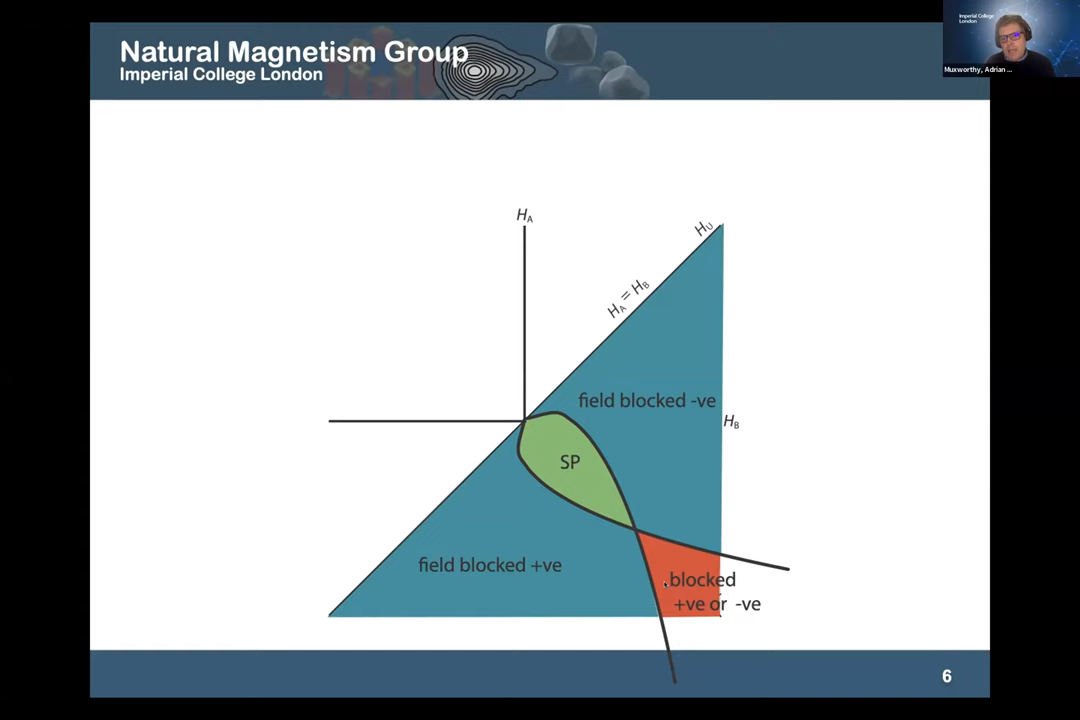 Natural Magnetism Group
Imperial College London
Imperial College
London
Muxworthy, Adrian ...
HA
HU
HA = HB
field blocked -ve
HB
SP
field blocked +ve
blocked
+ve or -ve
6